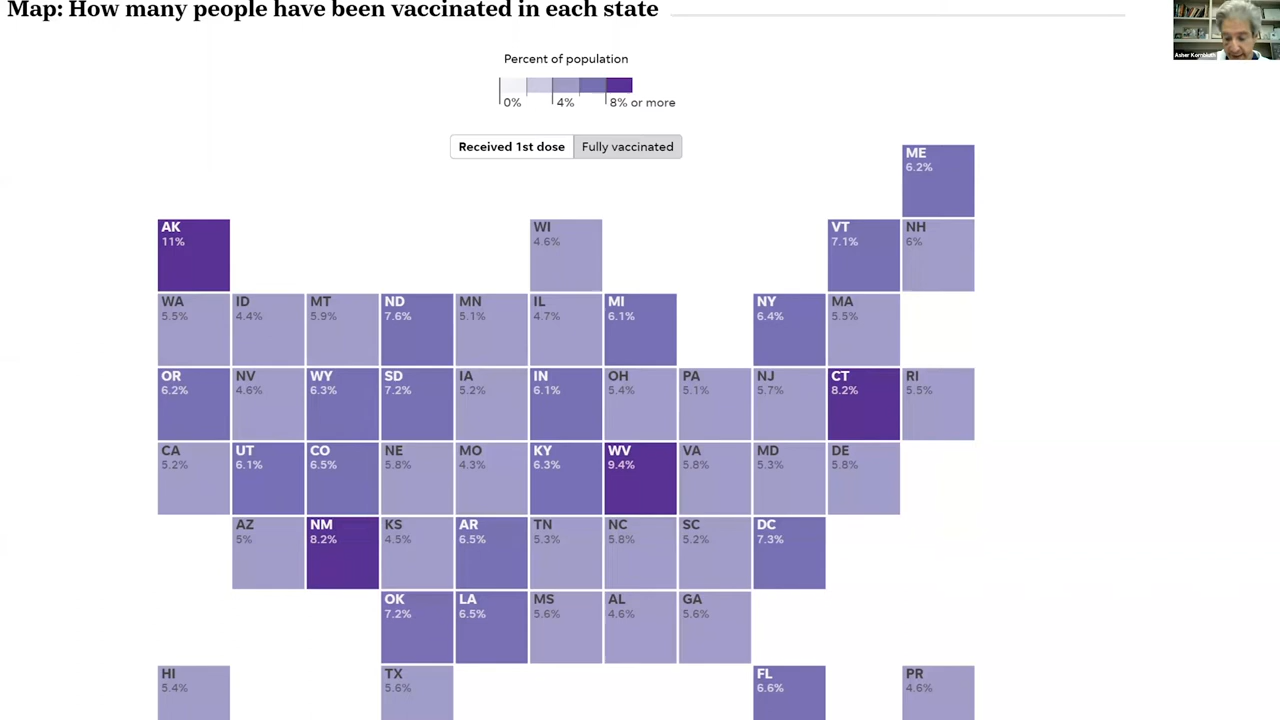 Map: How many people have been vaccinated in each state
Asher Kornbluth
Percent of population
0% 4% 8% or more
Received 1st dose Fully vaccinated
ME
6.2%
AK WI VT NH
11% 4.6% 7.1% 6%
WA ID MT ND MN IL MI NY MA
5.5% 4.4% 5.9% 7.6% 5.1% 4.7% 6.1% 6.4% 5.5%
OR NV WY SD IA IN OH PA NJ CT RI
6.2% 4.6% 6.3% 7.2% 5.2% 6.1% 5.4% 5.1% 5.7% 8.2% 5.5%
CA UT CO NE MO KY WV VA MD DE
5.2% 6.1% 6.5% 5.8% 4.3% 6.3% 9.4% 5.8% 5.3% 5.8%
AZ NM KS AR TN NC SC DC
5% 8.2% 4.5% 6.5% 5.3% 5.8% 5.2% 7.3%
OK LA MS AL GA
7.2% 6.5% 5.6% 4.6% 5.6%
HI TX FL PR
5.4% 5.6% 6.6% 4.6%